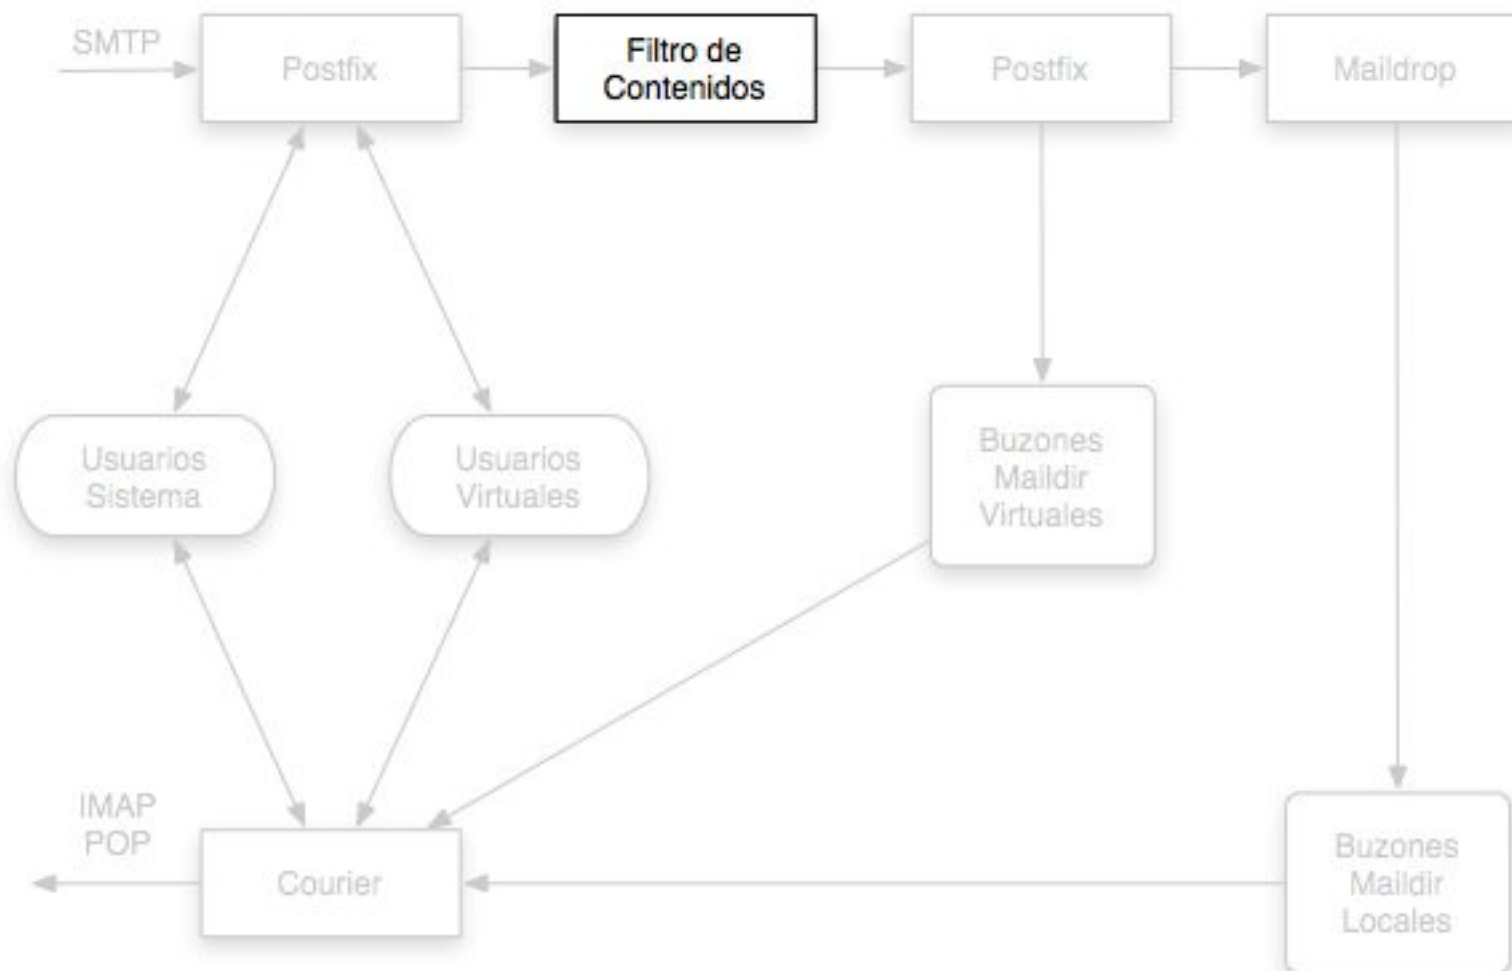 SMTP
Postfix
Filtro de
Contenidos
Postfix
Maildrop
Usuarios
Sistema
Usuarios
Virtuales
Buzones
Maildir
Virtuales
IMAP
POP
Courier
Buzones
Maildir
Locales